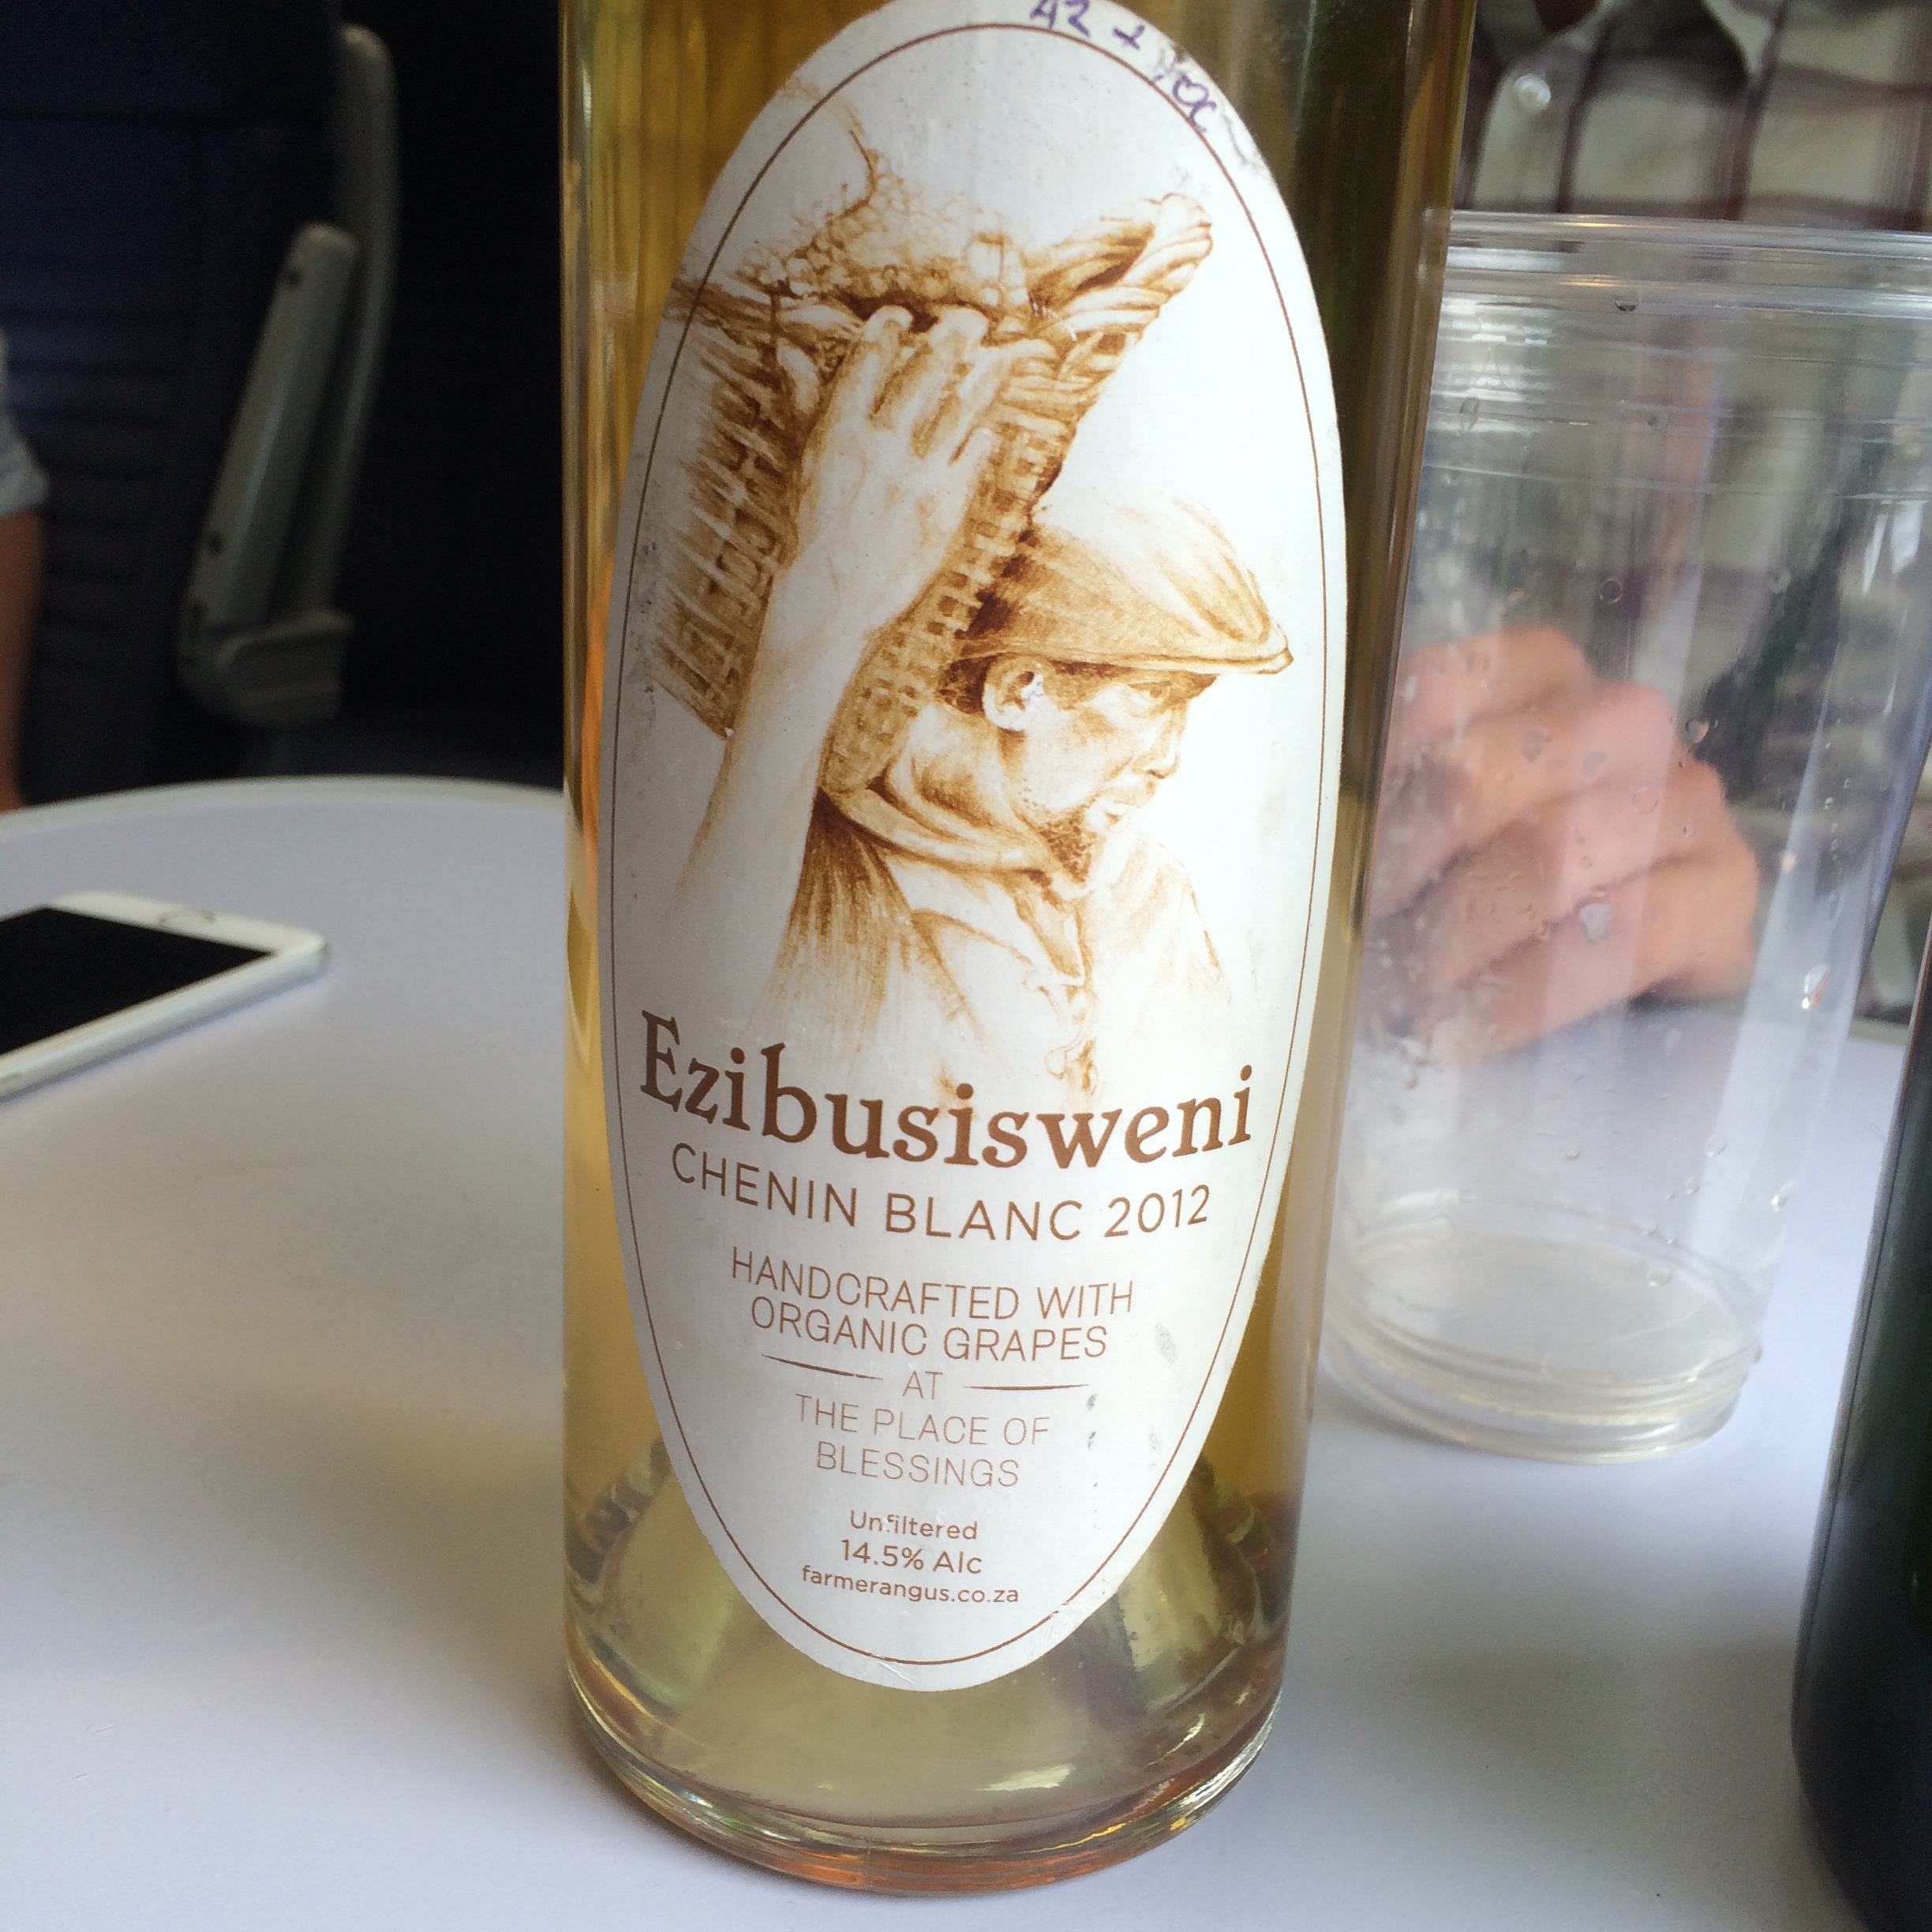 Ezibusisweni
CHENIN BLANC 2012
HANDCRAFTED WITH
ORGANIC GRAPES
AT
THE PLACE OF
BLESSINGS
Unfiltered
14.5% Alc
farmerangus.co.za